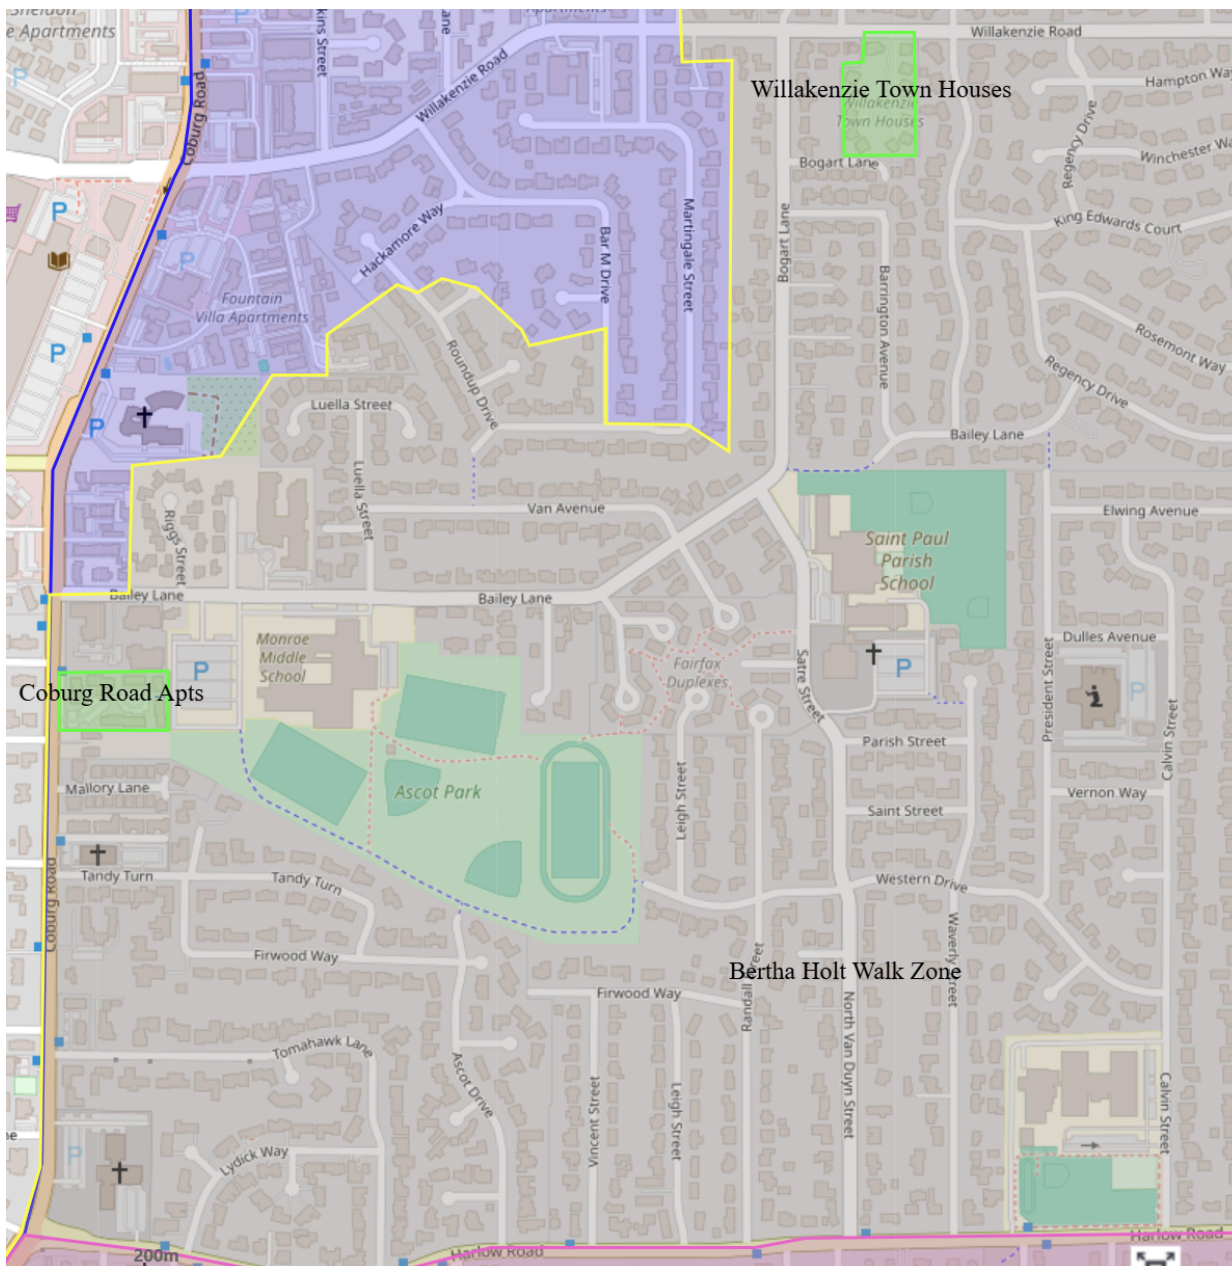 Sheldon
e Apartments
kins Street
Lane
Apartments
Willakenzie Road
Willakenzie Road
Coburg Road
Willakenzie Town Houses
Willakenzie
Town Houses
Hampton Way
Regency Drive
Winchester Wa
Bogart Lane
P
P
P
Hackamore Way
Bar M Drive
Martingale Street
Bogart Lane
King Edwards Court
P
Fountain
Villa Apartments
Barrington Avenue
Rosemont Way
P
Roundup Drive
Regency Drive
Luella Street
P
Bailey Lane
Luella Street
Van Avenue
Elwing Avenue
Riggs Street
Saint Paul
Parish
School
Bailey Lane
Bailey Lane
Monroe
Middle
School
P
Fairfax
Duplexes
Satre Street
P
Dulles Avenue
President Street
P
Calvin Street
Coburg Road Apts
Parish Street
Mallory Lane
Ascot Park
Leigh Street
Vernon Way
Saint Street
Coburg Road
Tandy Turn
Tandy Turn
Western Drive
Firwood Way
Waverly Street
Bertha Holt Walk Zone
Randall Street
Firwood Way
North Van Duyn Street
Tomahawk Lane
Ascot Drive
Vincent Street
Leigh Street
Calvin Street
ne
P
Lydick Way
200m
Harlow Road
Harlow Road